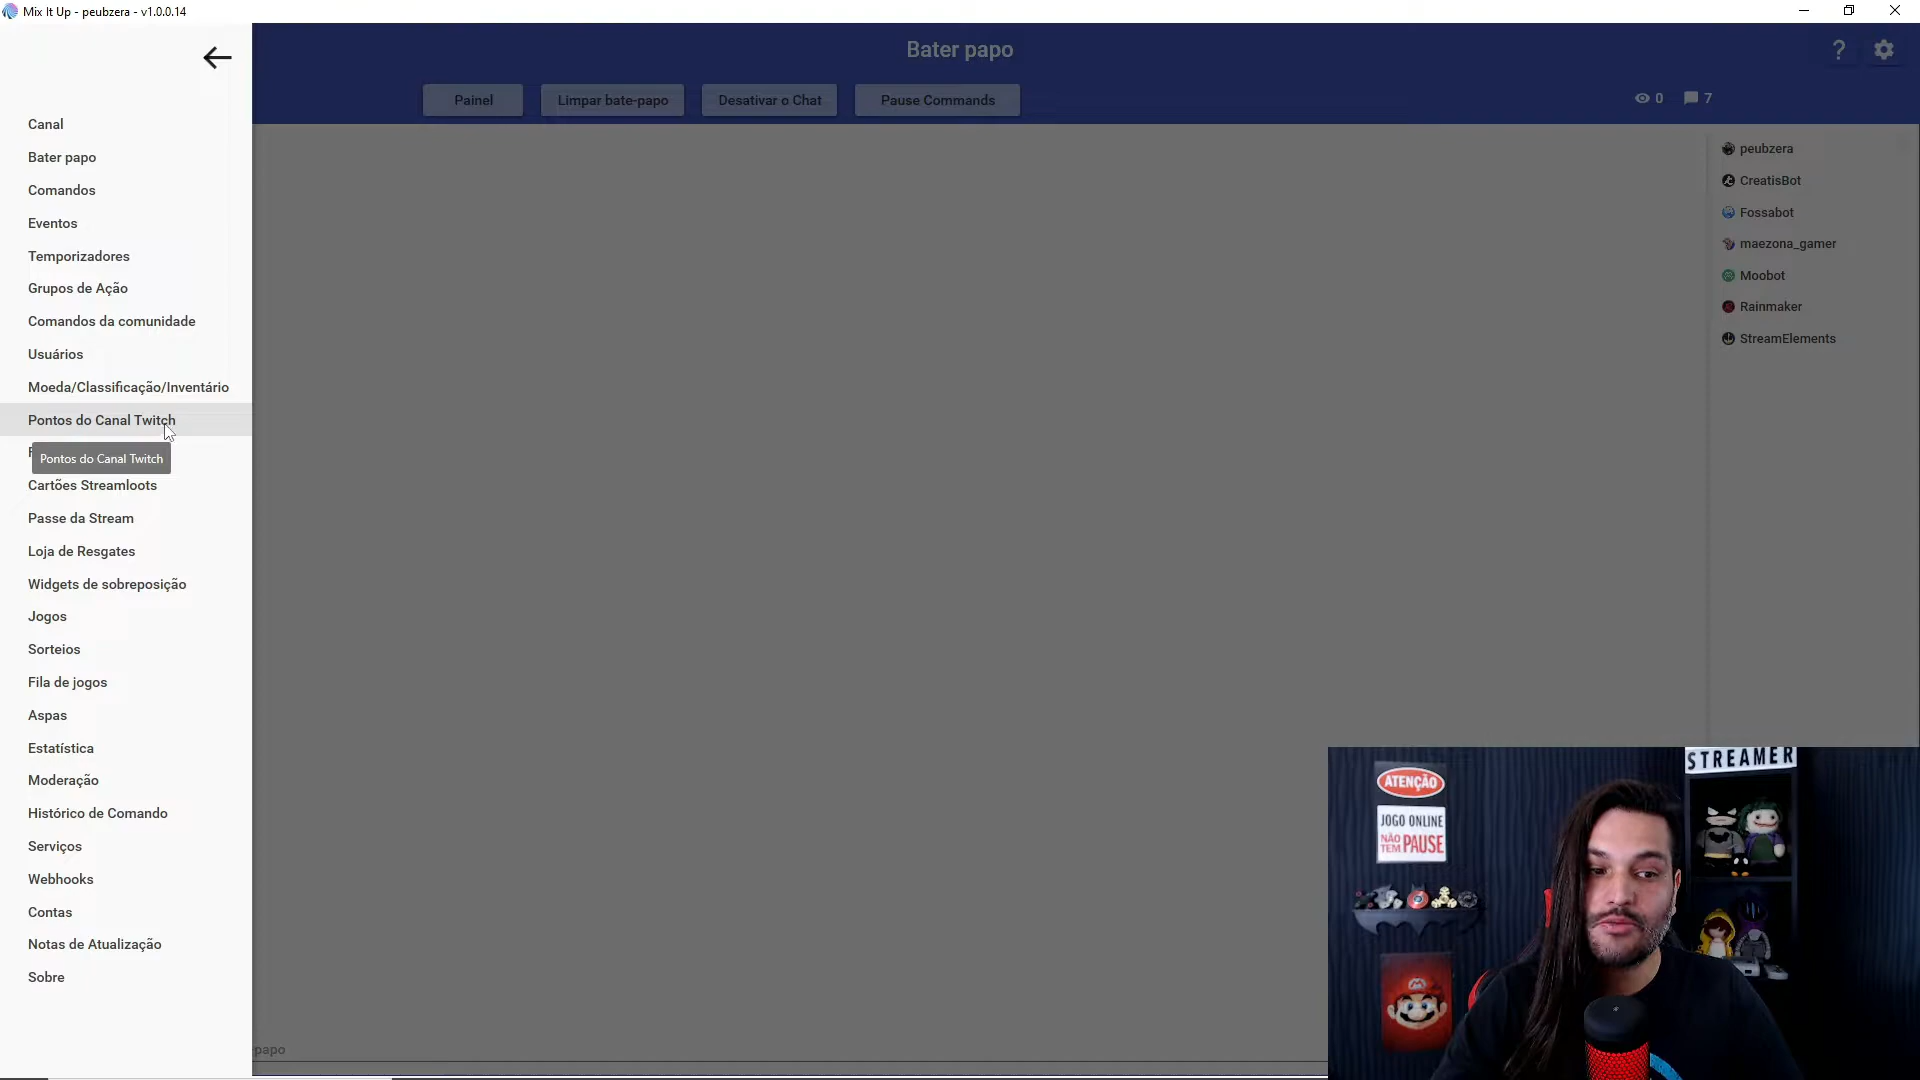 Mix It Up - peubzera - v1.0.0.14
Bater papo
?
Painel
Limpar bate-papo
Desativar o Chat
Pause Commands
0
7
Canal
Bater papo
Comandos
Eventos
Temporizadores
Grupos de Ação
Comandos da comunidade
Usuários
Moeda/Classificação/Inventário
Pontos do Canal Twitch
Pontos do Canal Twitch
Cartões Streamloots
Passe da Stream
Loja de Resgates
Widgets de sobreposição
Jogos
Sorteios
Fila de jogos
Aspas
Estatística
Moderação
Histórico de Comando
Serviços
Webhooks
Contas
Notas de Atualização
Sobre
papo
peubzera
CreatisBot
Fossabot
maezona_gamer
Moobot
Rainmaker
StreamElements
STREAMER
ATENÇÃO
JOGO ONLINE
NÃO
TEM PAUSE